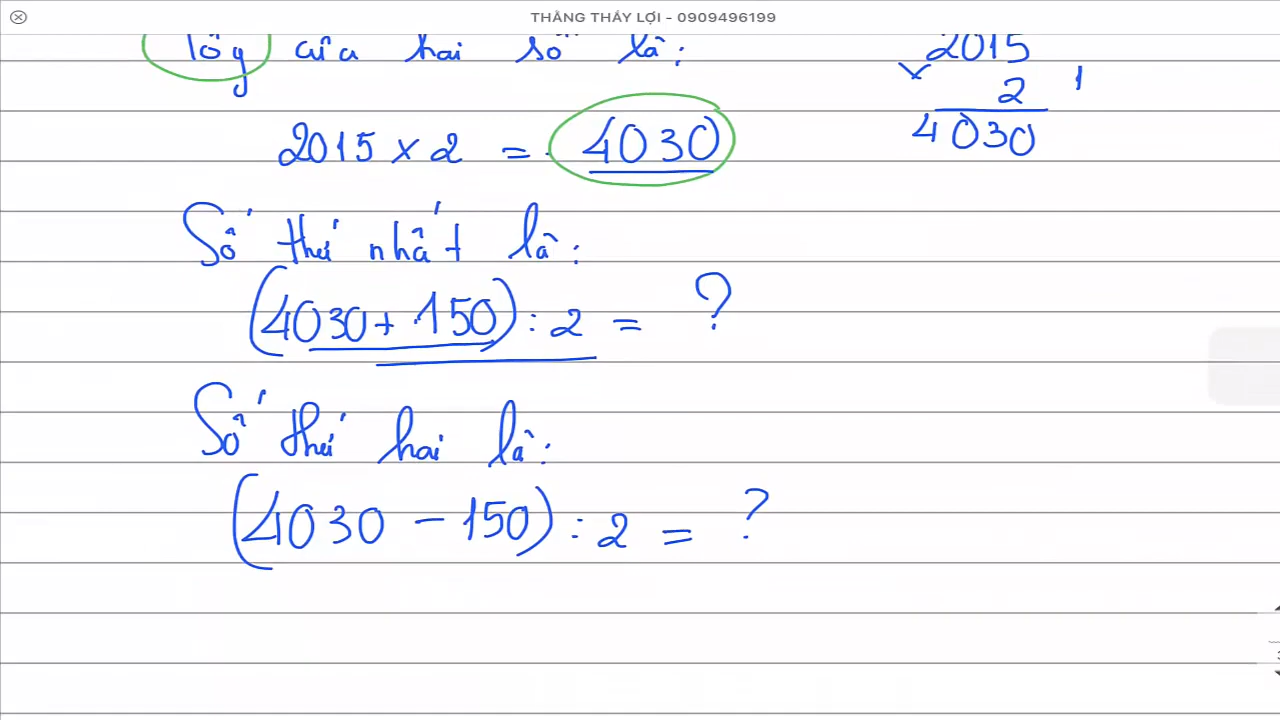 THẮNG THẦY LỢI - 0909496199
của hai số là: 2015
2 1
2015 x 2 = 4030 4030
Số thứ nhất là:
(4030 + 150) : 2 = ?
Số thứ hai là:
(4030 - 150) : 2 = ?